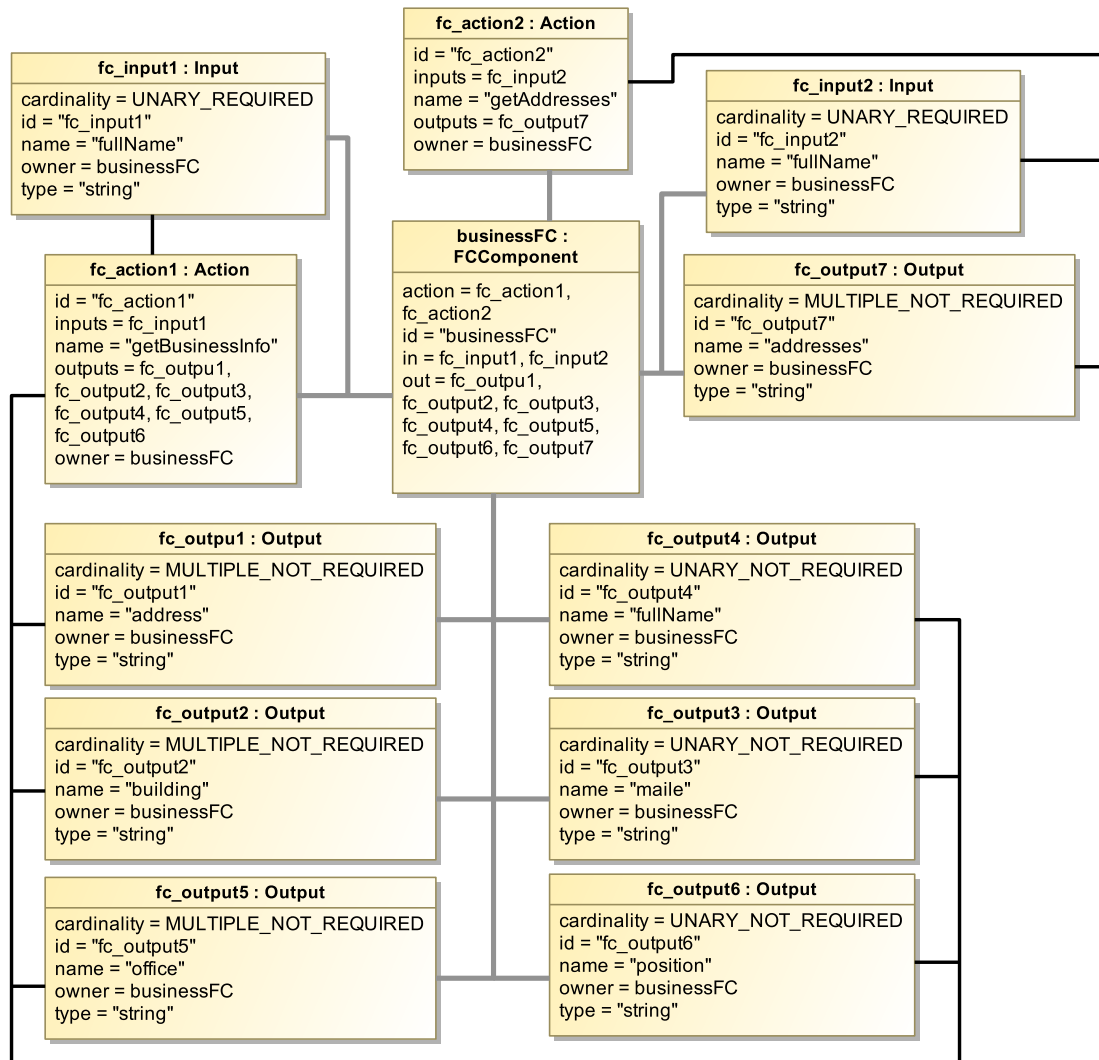 fc_action2 : Action
id = "fc_action2"
inputs = fc_input2
name = "getAddresses"
outputs = fc_output7
owner = businessFC
fc_input1 : Input
cardinality = UNARY_REQUIRED
id = "fc_input1"
name = "fullName"
owner = businessFC
type = "string"
fc_input2 : Input
cardinality = UNARY_REQUIRED
id = "fc_input2"
name = "fullName"
owner = businessFC
type = "string"
fc_action1 : Action
id = "fc_action1"
inputs = fc_input1
name = "getBusinessInfo"
outputs = fc_outpu1,
fc_output2, fc_output3,
fc_output4, fc_output5,
fc_output6
owner = businessFC
businessFC :
FCComponent
action = fc_action1,
fc_action2
id = "businessFC"
in = fc_input1, fc_input2
out = fc_outpu1,
fc_output2, fc_output3,
fc_output4, fc_output5,
fc_output6, fc_output7
fc_output7 : Output
cardinality = MULTIPLE_NOT_REQUIRED
id = "fc_output7"
name = "addresses"
owner = businessFC
type = "string"
fc_outpu1 : Output
cardinality = MULTIPLE_NOT_REQUIRED
id = "fc_output1"
name = "address"
owner = businessFC
type = "string"
fc_output4 : Output
cardinality = UNARY_NOT_REQUIRED
id = "fc_output4"
name = "fullName"
owner = businessFC
type = "string"
fc_output2 : Output
cardinality = MULTIPLE_NOT_REQUIRED
id = "fc_output2"
name = "building"
owner = businessFC
type = "string"
fc_output3 : Output
cardinality = UNARY_NOT_REQUIRED
id = "fc_output3"
name = "maile"
owner = businessFC
type = "string"
fc_output5 : Output
cardinality = MULTIPLE_NOT_REQUIRED
id = "fc_output5"
name = "office"
owner = businessFC
type = "string"
fc_output6 : Output
cardinality = UNARY_NOT_REQUIRED
id = "fc_output6"
name = "position"
owner = businessFC
type = "string"